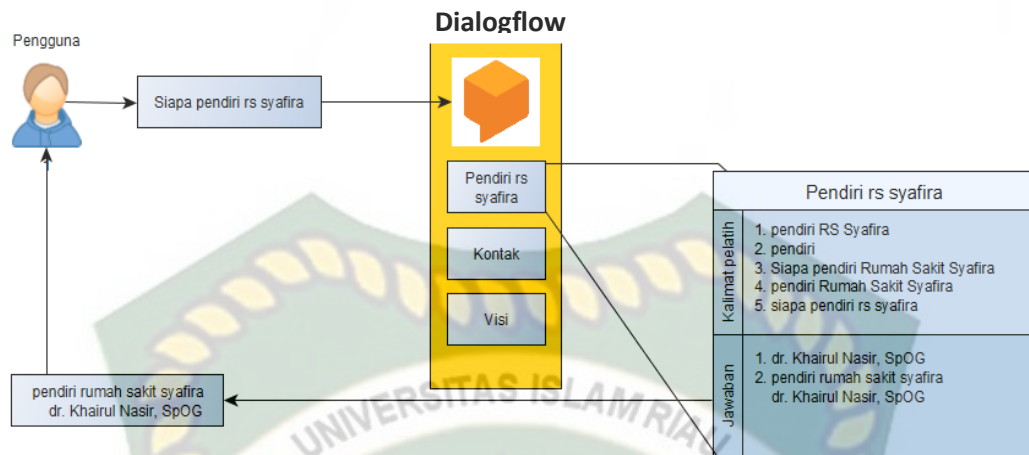 Dialogflow
Pengguna
Siapa pendiri rs syafira
Pendiri rs
syafira
Kontak
Visi
Pendiri rs syafira
Kalimat pelatih
1. pendiri RS Syafira
2. pendiri
3. Siapa pendiri Rumah Sakit Syafira
4. pendiri Rumah Sakit Syafira
5. siapa pendiri rs syafira
Jawaban
1. dr. Khairul Nasir, SpOG
2. pendiri rumah sakit syafira
dr. Khairul Nasir, SpOG
pendiri rumah sakit syafira
dr. Khairul Nasir, SpOG
UNIVERSITAS ISLAM RIAU